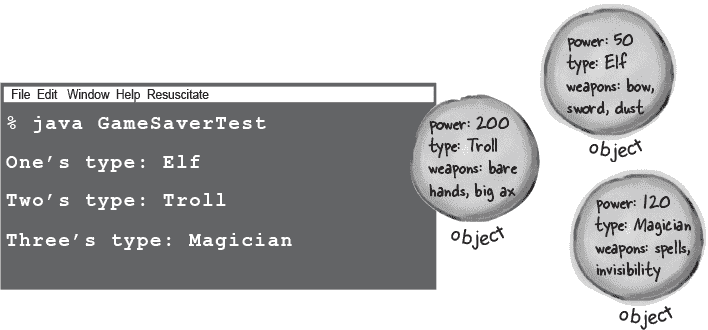 File Edit Window Help Resuscitate
% java GameSaverTest
One’s type: Elf
Two’s type: Troll
Three’s type: Magician
power: 200
type: Troll
weapons: bare
hands, big ax
object
power: 50
type: Elf
weapons: bow,
sword, dust
object
power: 120
type: Magician
weapons: spells,
invisibility
object